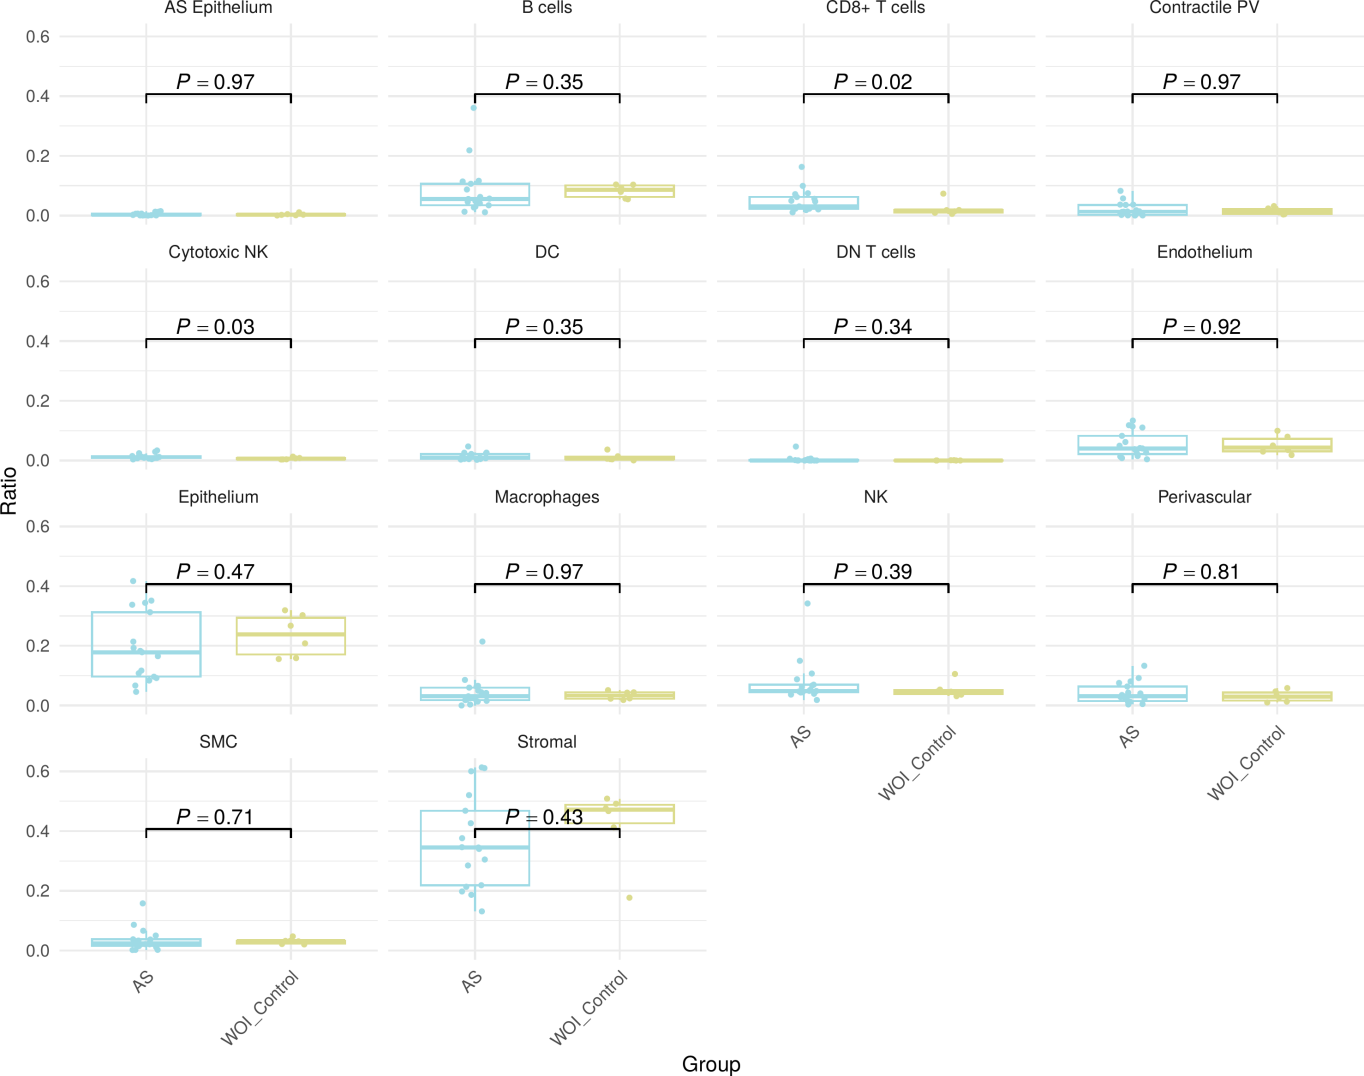 AS Epithelium
B cells
CD8+ T cells
Contractile PV
0.6
0.4
0.2
0.0
P = 0.97
P = 0.35
P = 0.02
P = 0.97
Cytotoxic NK
DC
DN T cells
Endothelium
0.6
0.4
0.2
0.0
P = 0.03
P = 0.35
P = 0.34
P = 0.92
Ratio
Epithelium
Macrophages
NK
Perivascular
0.6
0.4
0.2
0.0
P = 0.47
P = 0.97
P = 0.39
P = 0.81
AS
WOI_Control
AS
WOI_Control
SMC
Stromal
0.6
0.4
0.2
0.0
P = 0.71
P = 0.43
AS
WOI_Control
AS
WOI_Control
Group